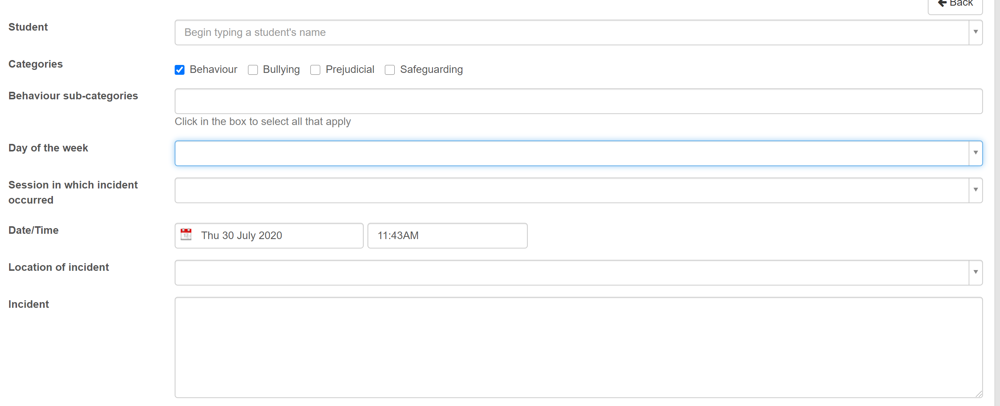 Back
Student
Begin typing a student's name
Categories
Behaviour Bullying Prejudicial Safeguarding
Behaviour sub-categories
Click in the box to select all that apply
Day of the week
Session in which incident
occurred
Date/Time
17 Thu 30 July 2020 11:43AM
Location of incident
Incident